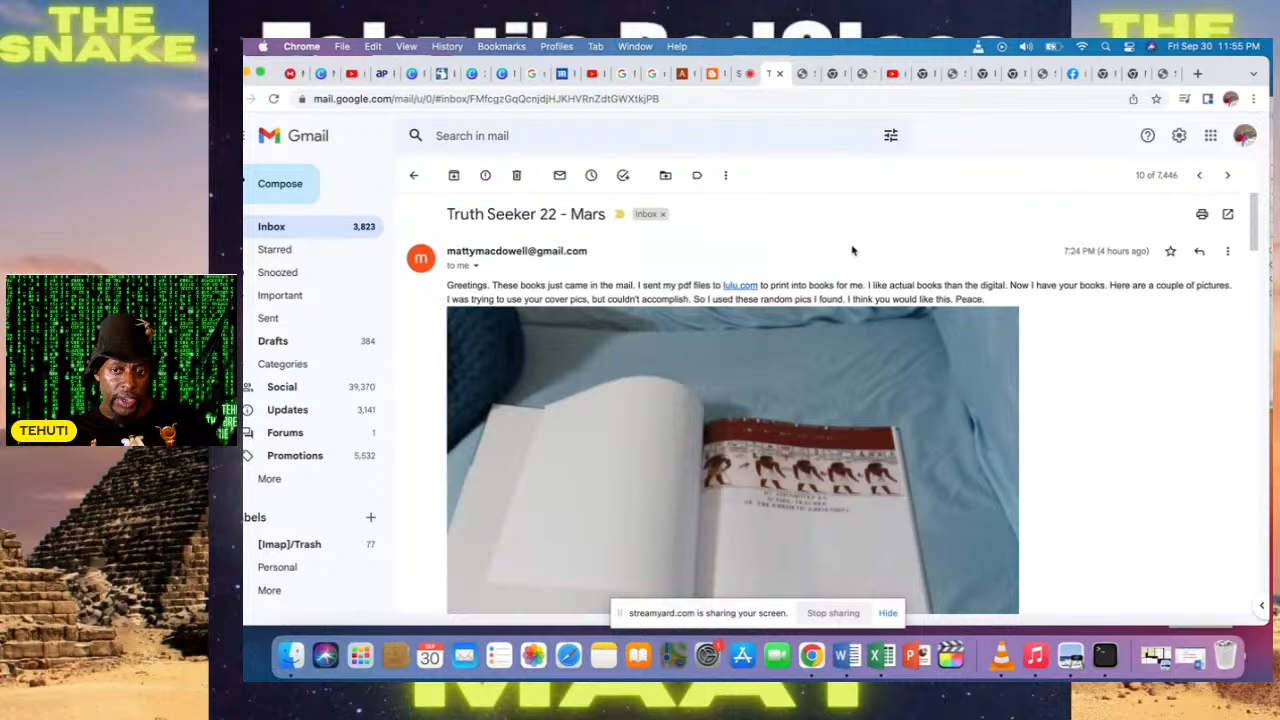 THE
SNAKE
THE
Chrome File Edit View History Bookmarks Profiles Tab Window Help
Fri Sep 30 11:55 PM
mail.google.com/mail/u/0/#inbox/FMfcgzGqQcnjdjHJKHVRnZdtGWXtkjPB
Gmail
Search in mail
Compose
10 of 7,446
Inbox 3,823
Starred
Snoozed
Important
Sent
Drafts 384
Categories
Social 39,370
Updates 3,141
Forums 1
Promotions 5,532
More
abels
[Imap]/Trash 77
Personal
More
Truth Seeker 22 - Mars
Inbox x
m
mattymacdowell@gmail.com
7:24 PM (4 hours ago)
to me
Greetings. These books just came in the mail. I sent my pdf files to lulu.com to print into books for me. I like actual books than the digital. Now I have your books. Here are a couple of pictures.
I was trying to use your cover pics, but couldn't accomplish. So I used these random pics I found. I think you would like this. Peace.
TEHUTI
streamyard.com is sharing your screen. Stop sharing Hide
SEP
30
MAAT